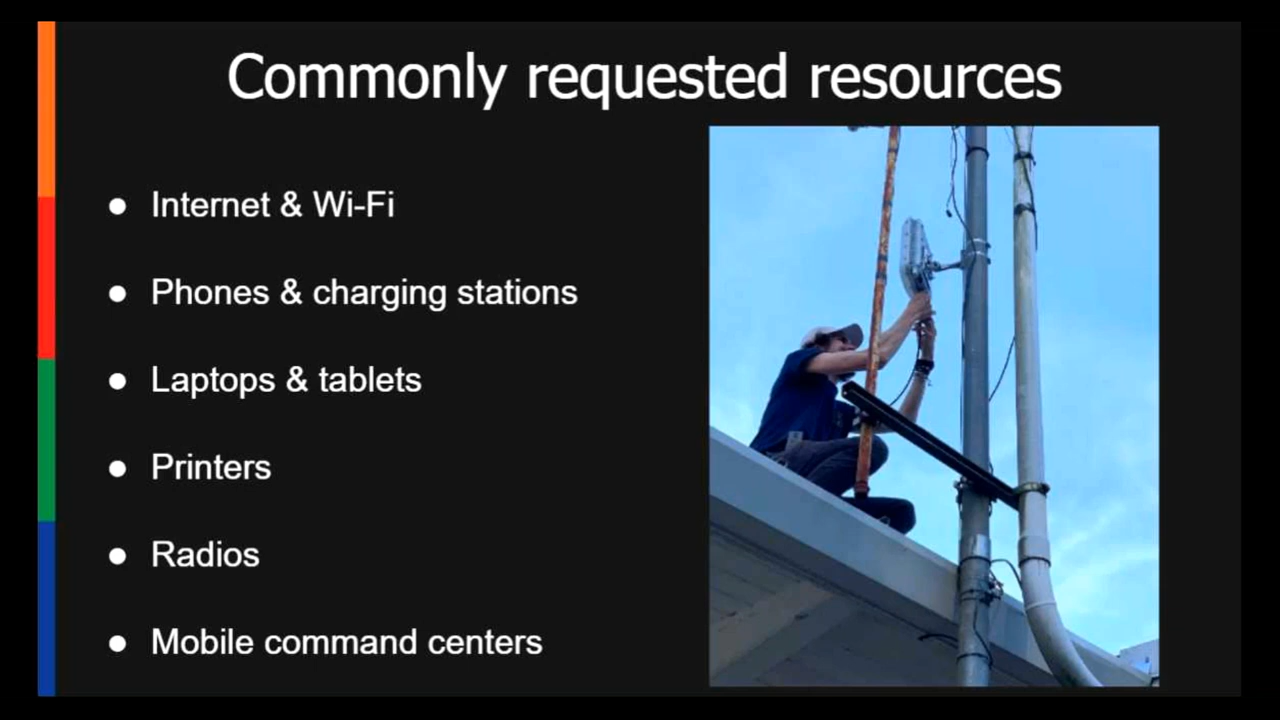 Commonly requested resources
● Internet & Wi-Fi
● Phones & charging stations
● Laptops & tablets
● Printers
● Radios
● Mobile command centers